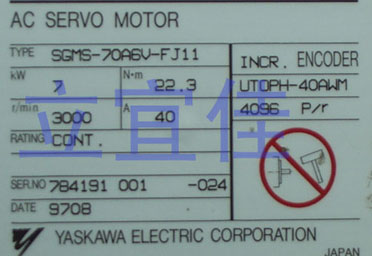 AC SERVO MOTOR
TYPE SGMS-70A6V-FJ11
INCR. ENCODER
kW 7 N·m 22.3
UTOPH-40AWM
r/min 3000 A 40
4096 P/r
RATING CONT.
立宜佳
SER.NO 784191 001 -024
DATE 9708
YASKAWA ELECTRIC CORPORATION
JAPAN